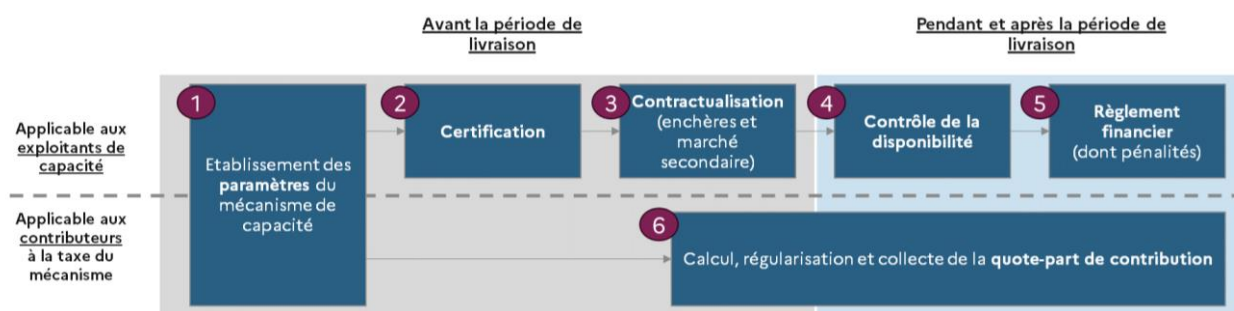 Avant la période de
livraison
Pendant et après la période de
livraison
Applicable aux
exploitants de
capacité
1
Etablissement des
paramètres du
mécanisme de
capacité
2
Certification
3
Contractualisation
(enchères et
marché
secondaire)
4
Contrôle de la
disponibilité
5
Règlement
financier
(dont pénalités)
Applicable aux
contributeurs
à la taxe du
mécanisme
6
Calcul, régularisation et collecte de la quote-part de contribution